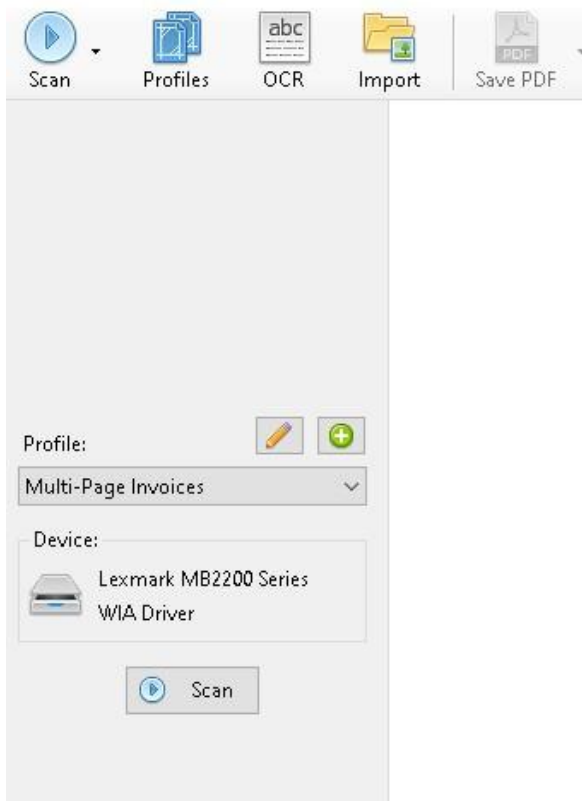 abc
PDF
Scan Profiles OCR Import Save PDF
Profile:
Multi-Page Invoices
Device:
Lexmark MB2200 Series
WIA Driver
Scan